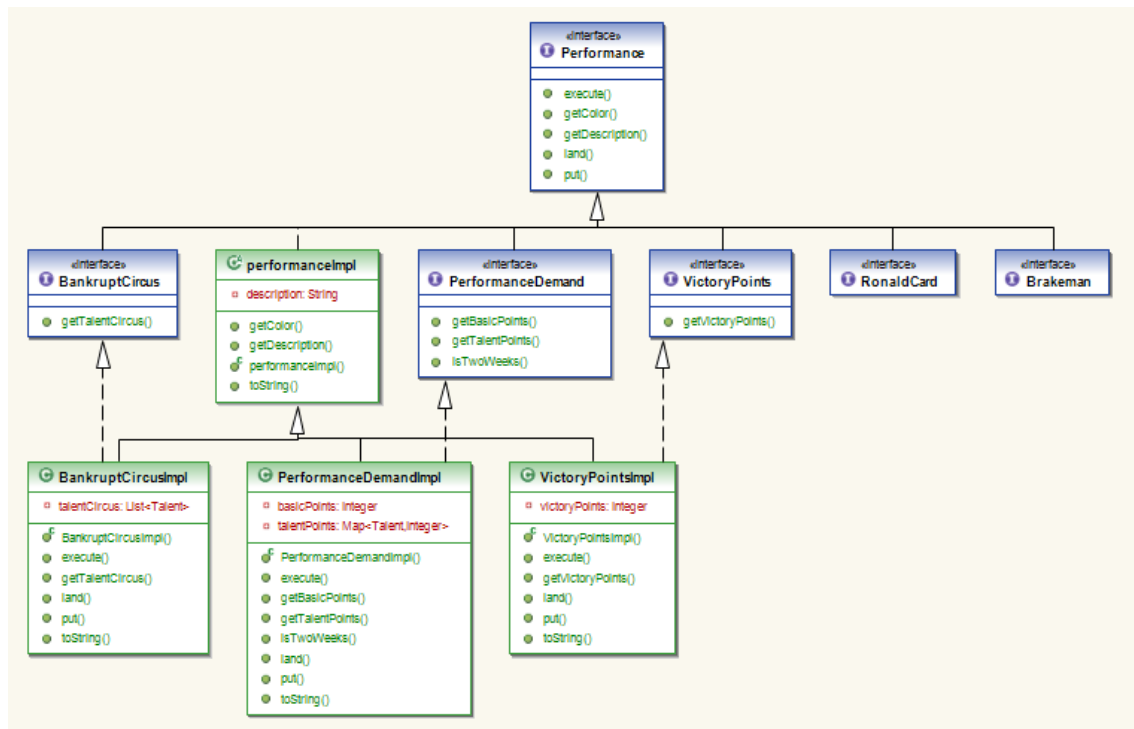 «interface»
Performance
execute()
getColor()
getDescription()
land()
put()
«interface»
BankruptCircus
getTalentCircus()
performanceImpl
description: String
getColor()
getDescription()
performanceImpl()
toString()
«interface»
PerformanceDemand
getBasicPoints()
getTalentPoints()
isTwoWeeks()
«interface»
VictoryPoints
getVictoryPoints()
«interface»
RonaldCard
«interface»
Brakeman
BankruptCircusImpl
talentCircus: List<Talent>
BankruptCircusImpl()
execute()
getTalentCircus()
land()
put()
toString()
PerformanceDemandImpl
basicPoints: Integer
talentPoints: Map<Talent,Integer>
PerformanceDemandImpl()
execute()
getBasicPoints()
getTalentPoints()
isTwoWeeks()
land()
put()
toString()
VictoryPointsImpl
victoryPoints: Integer
VictoryPointsImpl()
execute()
getVictoryPoints()
land()
put()
toString()